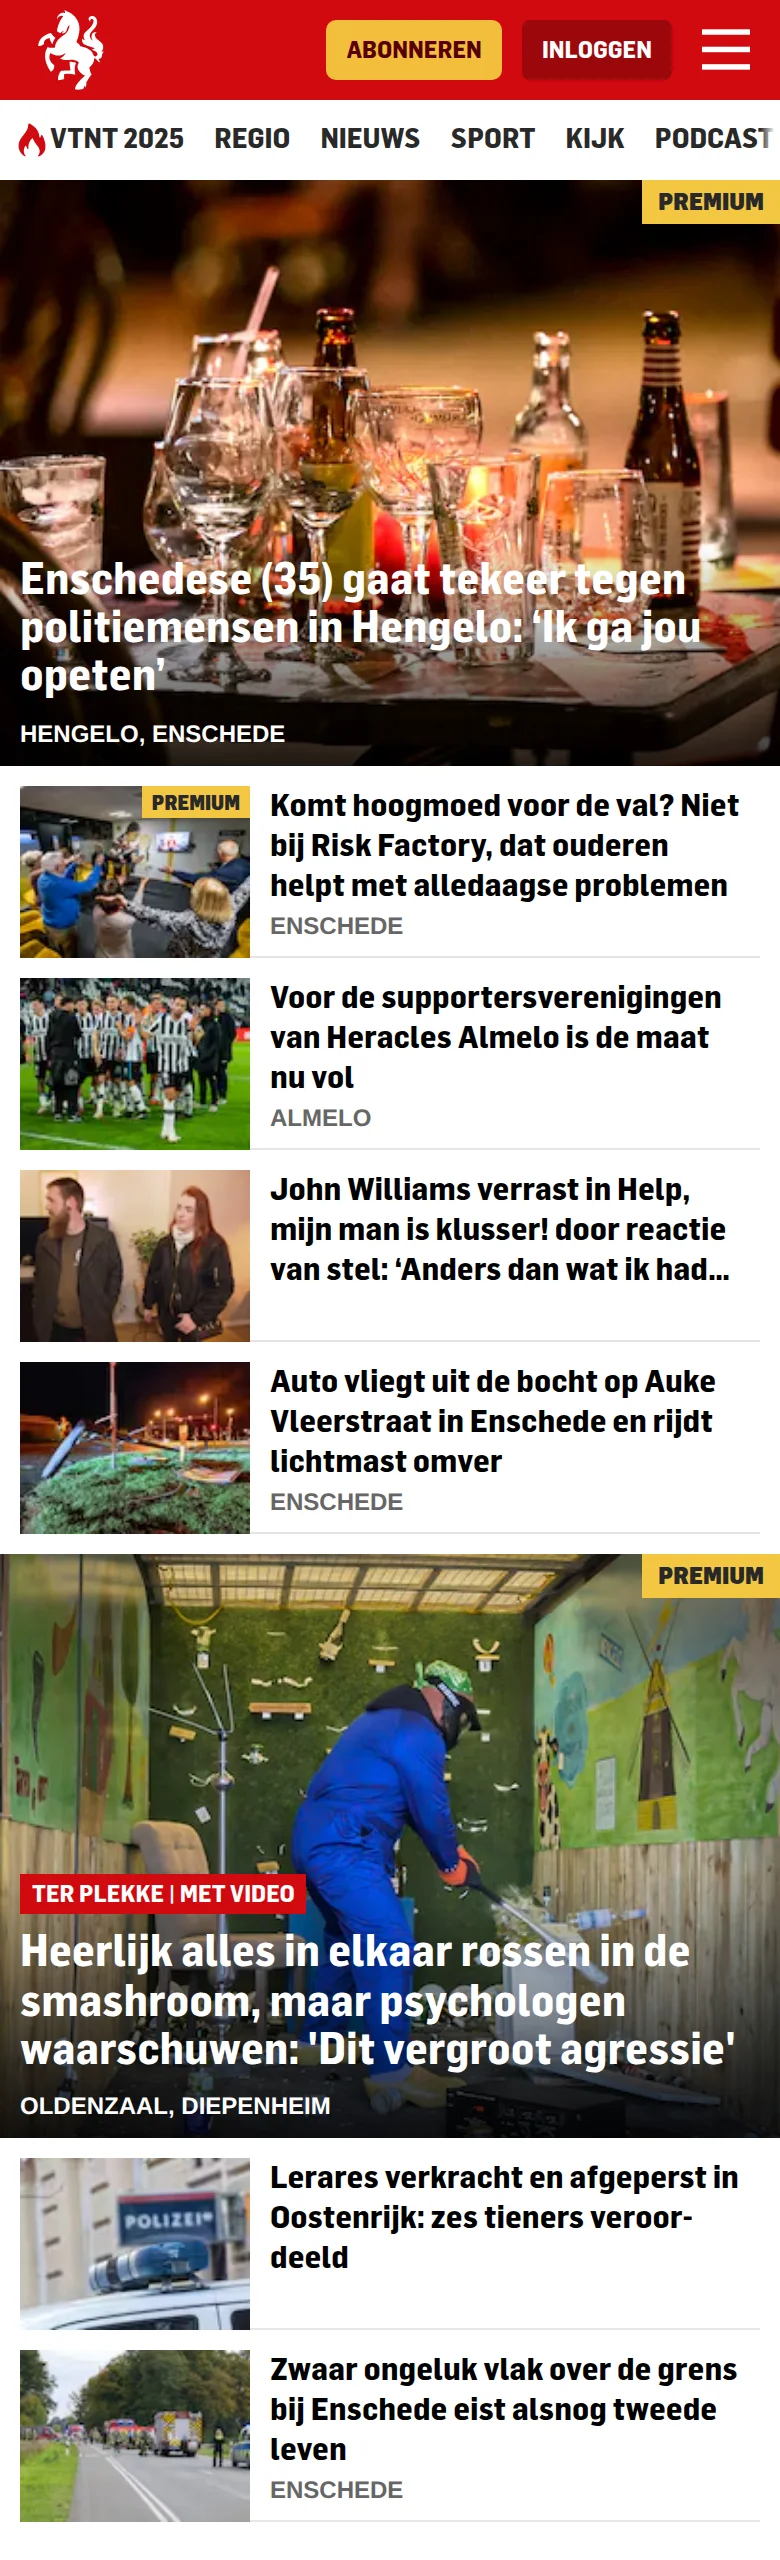 ABONNEREN
INLOGGEN
VTNT 2025 REGIO NIEUWS SPORT KIJK PODCAST
PREMIUM
Enschedese (35) gaat tekeer tegen
politiemensen in Hengelo: ‘Ik ga jou
opeten’
HENGELO, ENSCHEDE
PREMIUM
Komt hoogmoed voor de val? Niet
bij Risk Factory, dat ouderen
helpt met alledaagse problemen
ENSCHEDE
Voor de supportersverenigingen
van Heracles Almelo is de maat
nu vol
ALMELO
John Williams verrast in Help,
mijn man is klusser! door reactie
van stel: ‘Anders dan wat ik had...
Auto vliegt uit de bocht op Auke
Vleerstraat in Enschede en rijdt
lichtmast omver
ENSCHEDE
PREMIUM
TER PLEKKE | MET VIDEO
Heerlijk alles in elkaar rossen in de
smashroom, maar psychologen
waarschuwen: 'Dit vergroot agressie'
OLDENZAAL, DIEPENHEIM
POLIZEI
Lerares verkracht en afgeperst in
Oostenrijk: zes tieners veroor-
deeld
Zwaar ongeluk vlak over de grens
bij Enschede eist alsnog tweede
leven
ENSCHEDE